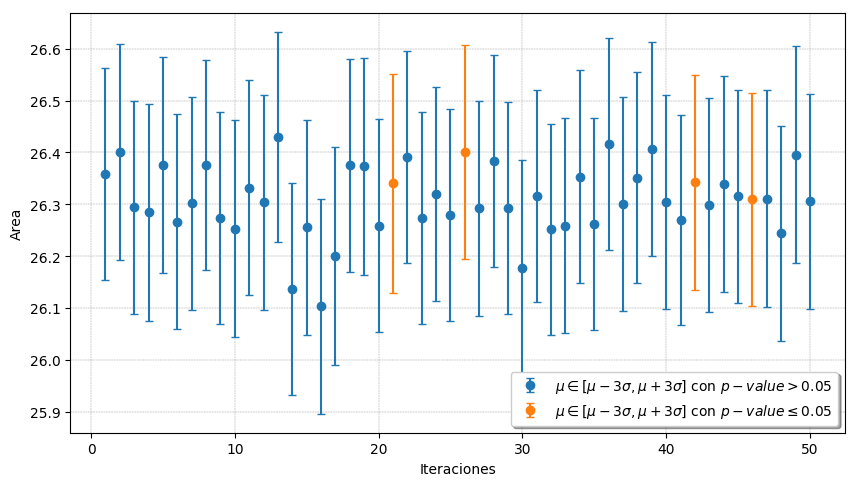 26.6
26.5
26.4
26.3
26.2
26.1
26.0
25.9
Area
μ ∈ [μ − 3σ, μ + 3σ] con p − value > 0.05
μ ∈ [μ − 3σ, μ + 3σ] con p − value ≤ 0.05
0 10 20 30 40 50
Iteraciones